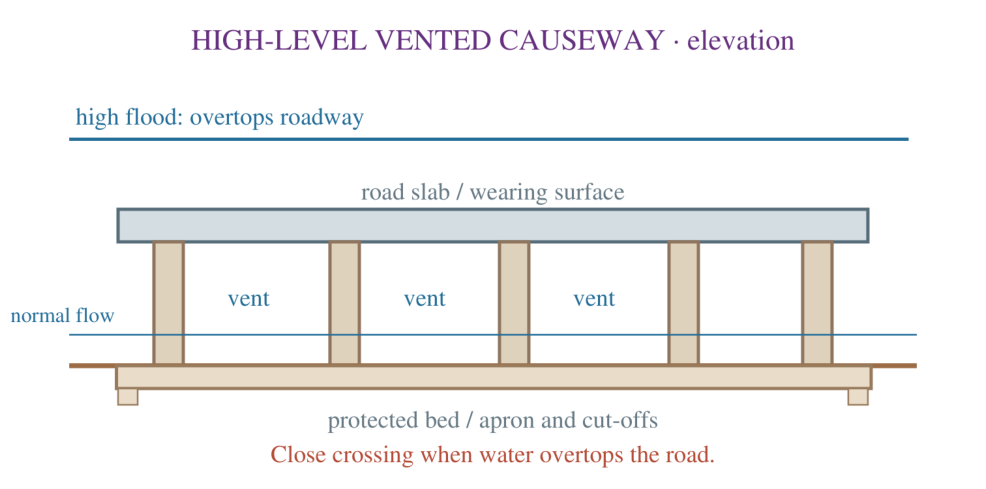 HIGH-LEVEL VENTED CAUSEWAY · elevation
high flood: overtops roadway
road slab / wearing surface
vent vent vent
normal flow
protected bed / apron and cut-offs
Close crossing when water overtops the road.